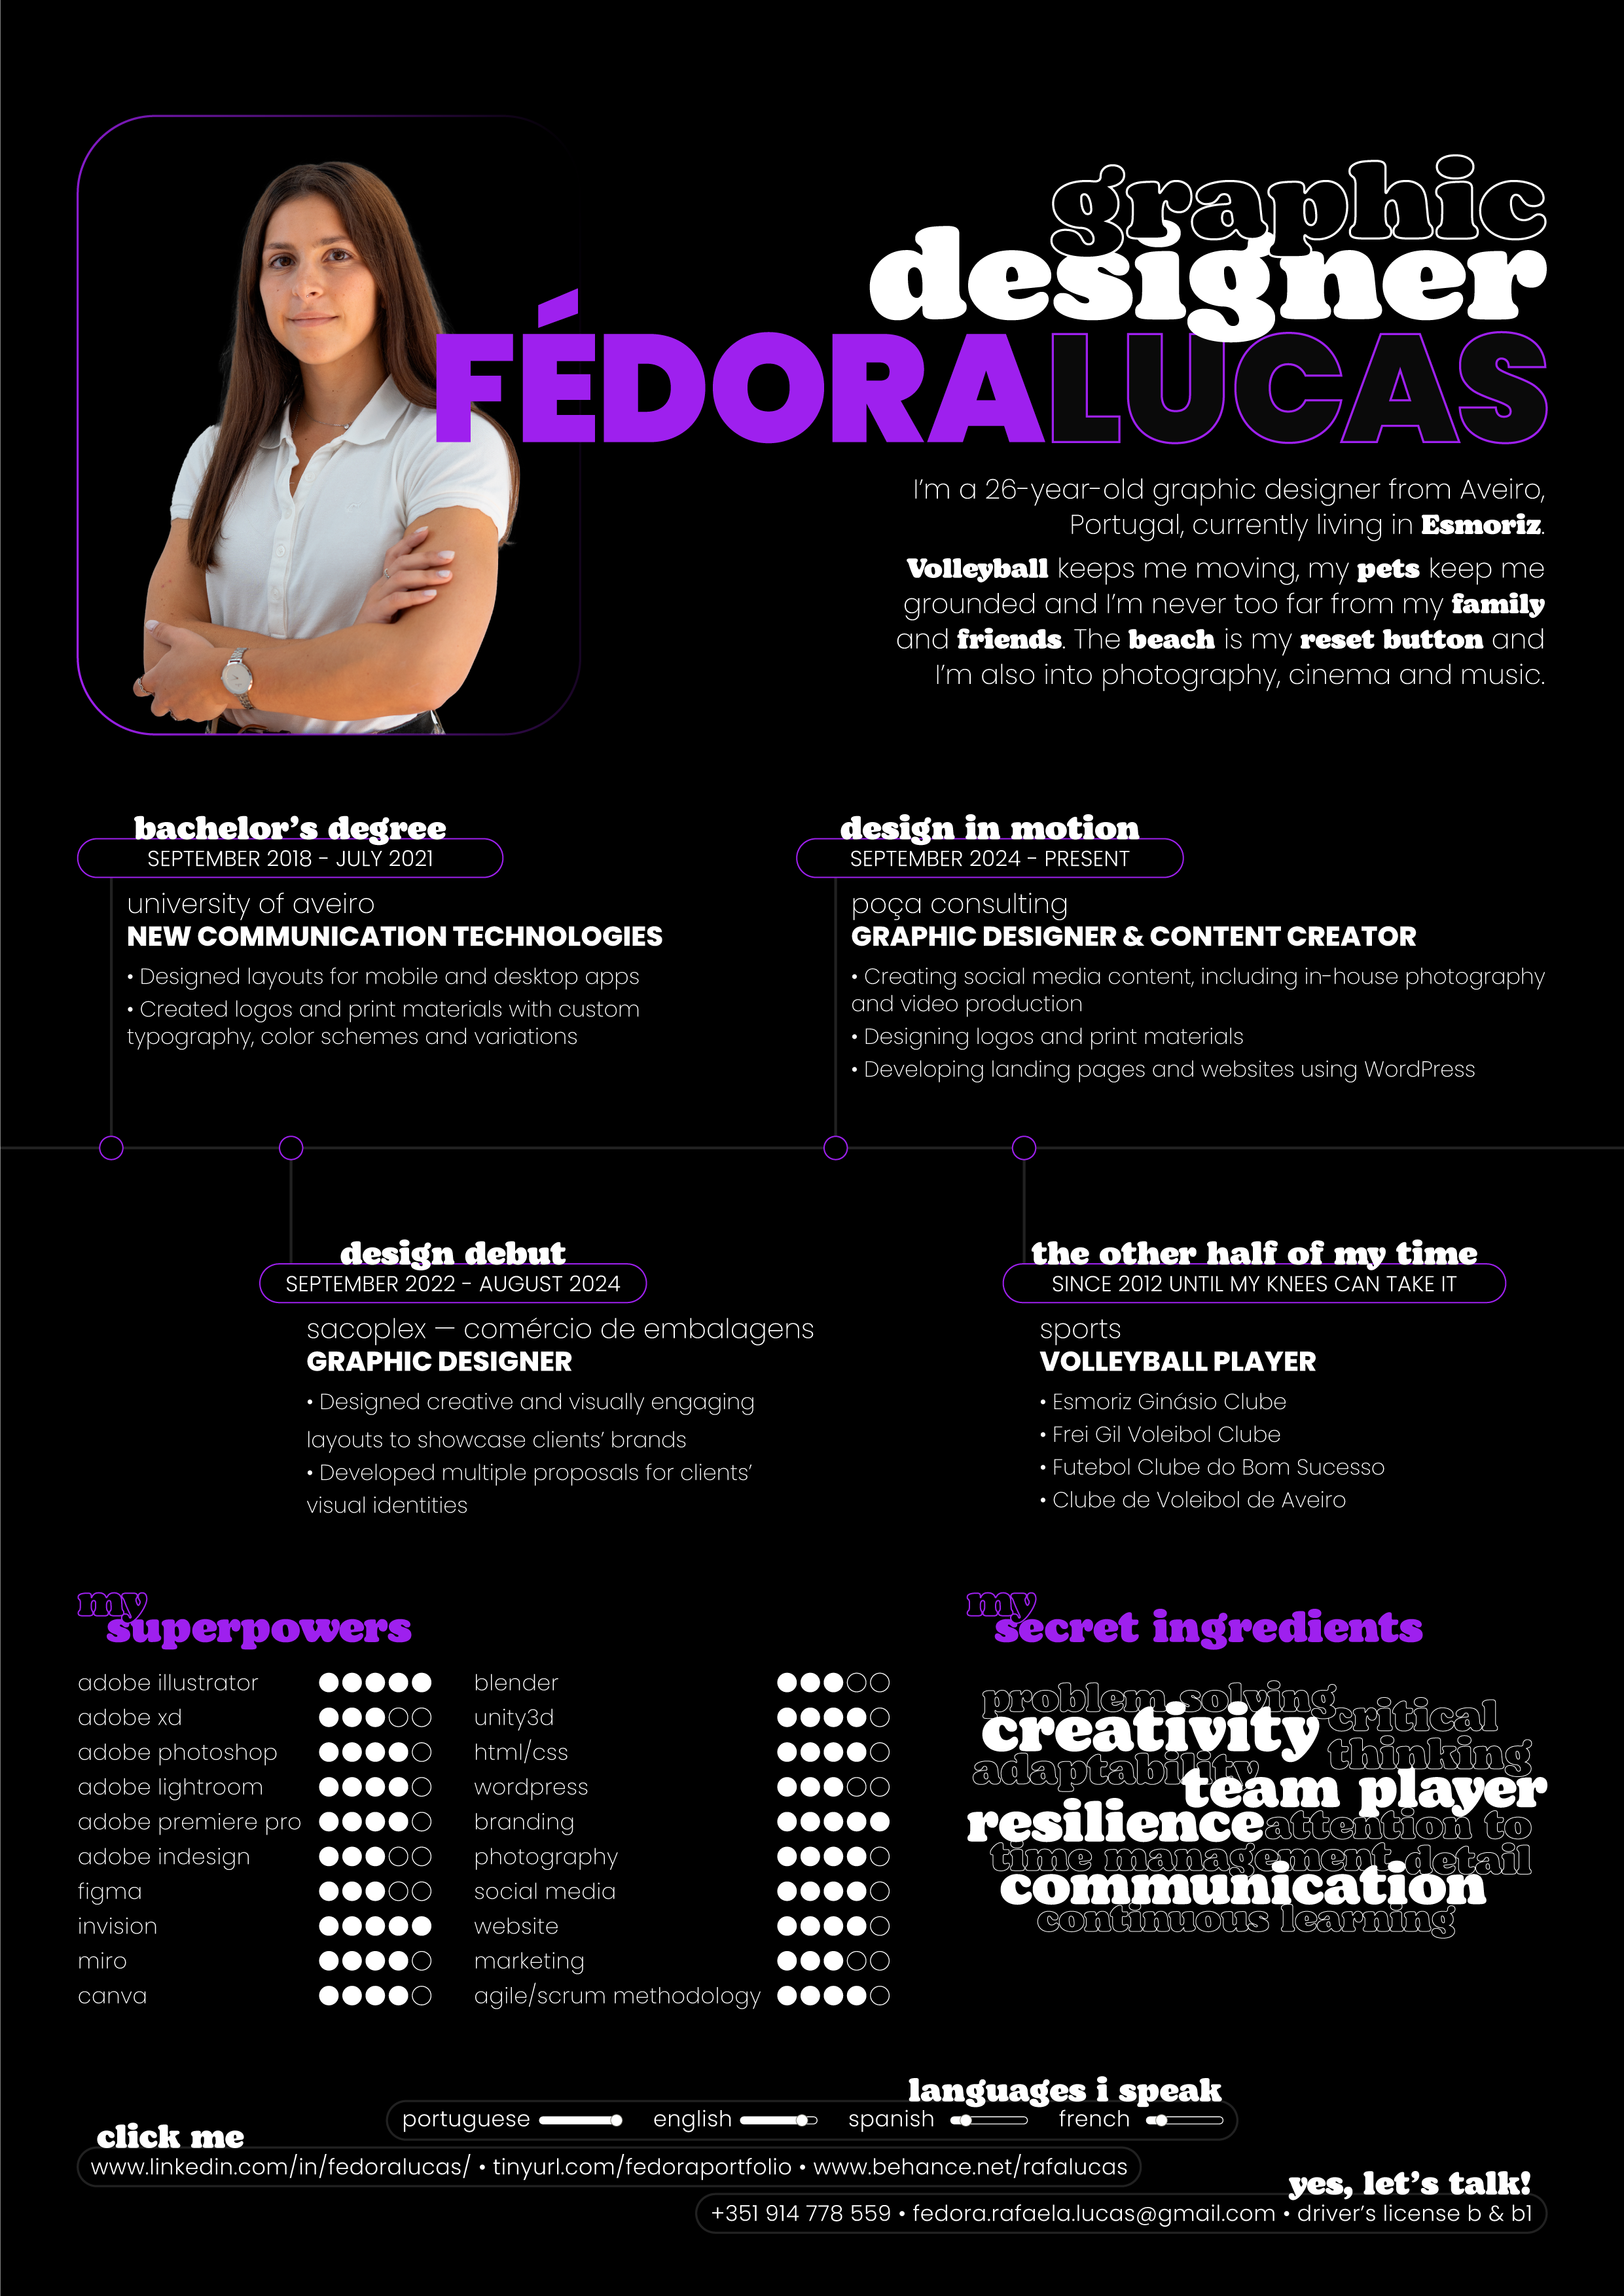 graphic
designer
FÉDORALUCAS
I’m a 26-year-old graphic designer from Aveiro,
Portugal, currently living in Esmoriz.
Volleyball keeps me moving, my pets keep me
grounded and I’m never too far from my family
and friends. The beach is my reset button and
I’m also into photography, cinema and music.
bachelor’s degree
SEPTEMBER 2018 - JULY 2021
university of aveiro
NEW COMMUNICATION TECHNOLOGIES
• Designed layouts for mobile and desktop apps
• Created logos and print materials with custom
typography, color schemes and variations
design in motion
SEPTEMBER 2024 - PRESENT
poça consulting
GRAPHIC DESIGNER & CONTENT CREATOR
• Creating social media content, including in-house photography
and video production
• Designing logos and print materials
• Developing landing pages and websites using WordPress
design debut
SEPTEMBER 2022 - AUGUST 2024
sacoplex — comércio de embalagens
GRAPHIC DESIGNER
• Designed creative and visually engaging
layouts to showcase clients’ brands
• Developed multiple proposals for clients’
visual identities
the other half of my time
SINCE 2012 UNTIL MY KNEES CAN TAKE IT
sports
VOLLEYBALL PLAYER
• Esmoriz Ginásio Clube
• Frei Gil Voleibol Clube
• Futebol Clube do Bom Sucesso
• Clube de Voleibol de Aveiro
my
superpowers
adobe illustrator
adobe xd
adobe photoshop
adobe lightroom
adobe premiere pro
adobe indesign
figma
invision
miro
canva
blender
unity3d
html/css
wordpress
branding
photography
social media
website
marketing
agile/scrum methodology
my
secret ingredients
problem solving
creativity
critical
thinking
adaptability
team player
resilience
attention to
detail
time management
communication
continuous learning
languages i speak
portuguese english spanish french
click me
www.linkedin.com/in/fedoralucas/ • tinyurl.com/fedoraportfolio • www.behance.net/rafalucas
yes, let’s talk!
+351 914 778 559 • fedora.rafaela.lucas@gmail.com • driver’s license b & b1